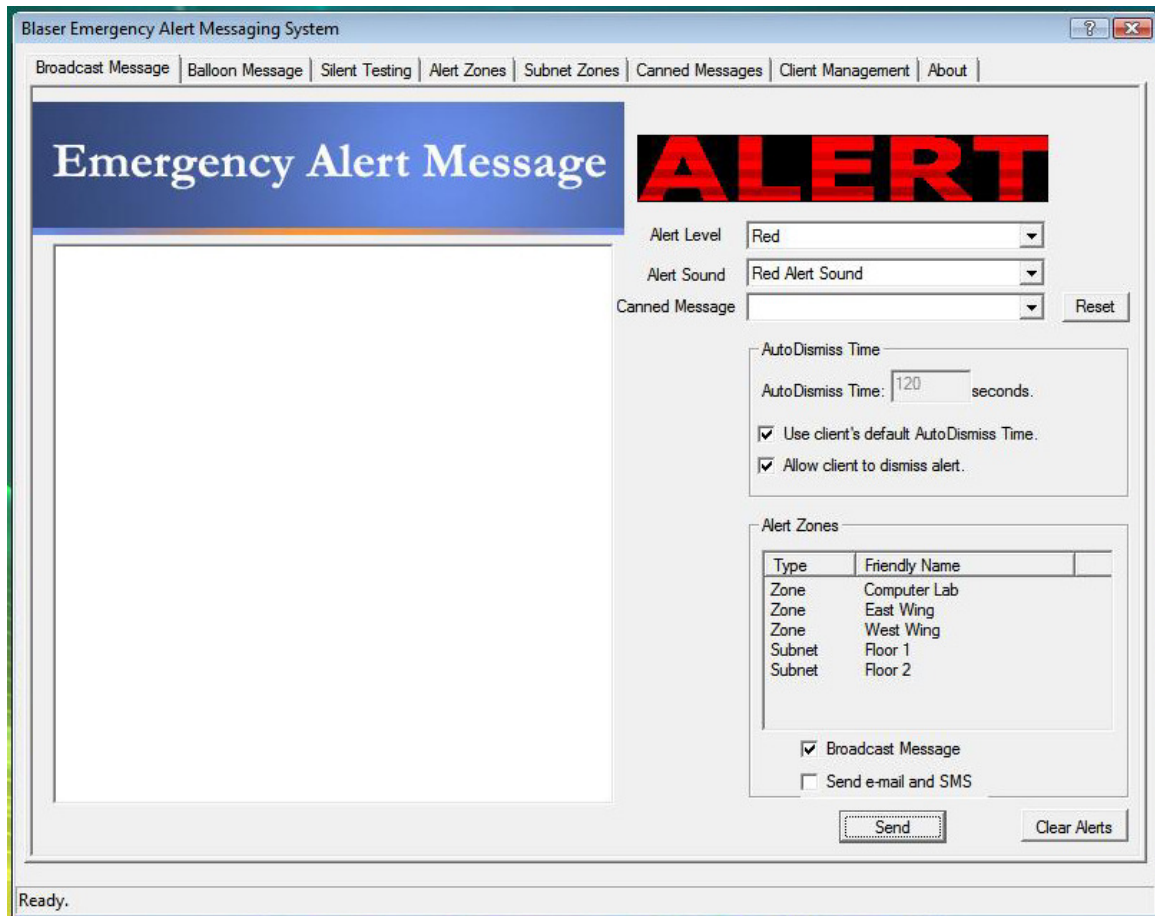 Blaser Emergency Alert Messaging System
Broadcast Message Balloon Message Silent Testing Alert Zones Subnet Zones Canned Messages Client Management About
Emergency Alert Message
ALERT
Alert Level Red
Alert Sound Red Alert Sound
Canned Message Reset
AutoDismiss Time
AutoDismiss Time: 120 seconds.
Use client's default AutoDismiss Time.
Allow client to dismiss alert.
Alert Zones
Type Friendly Name
Zone Computer Lab
Zone East Wing
Zone West Wing
Subnet Floor 1
Subnet Floor 2
Broadcast Message
Send e-mail and SMS
Send Clear Alerts
Ready.